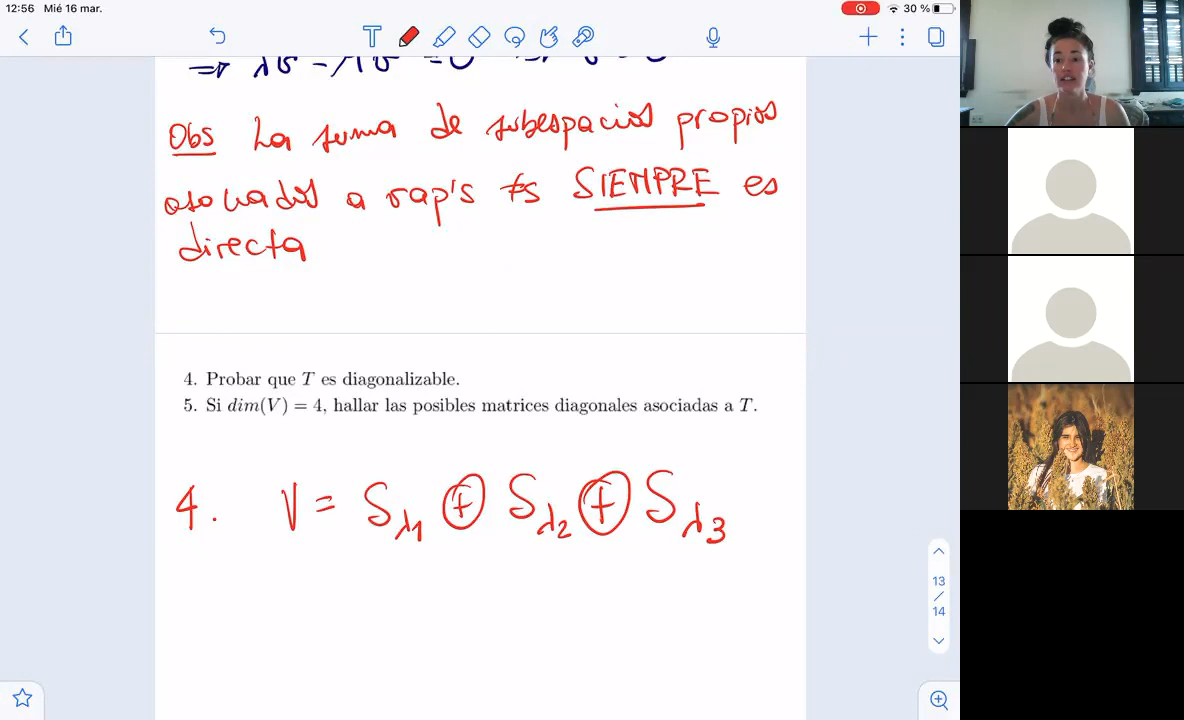 12:56 Mié 16 mar.
30 %
Obs La suma de subespacios propios
asociados a vap's ≠s SIEMPRE es
directa
4. Probar que T es diagonalizable.
5. Si dim(V) = 4, hallar las posibles matrices diagonales asociadas a T.
4. V = Sλ1 ⊕ Sλ2 ⊕ Sλ3
13
/
14